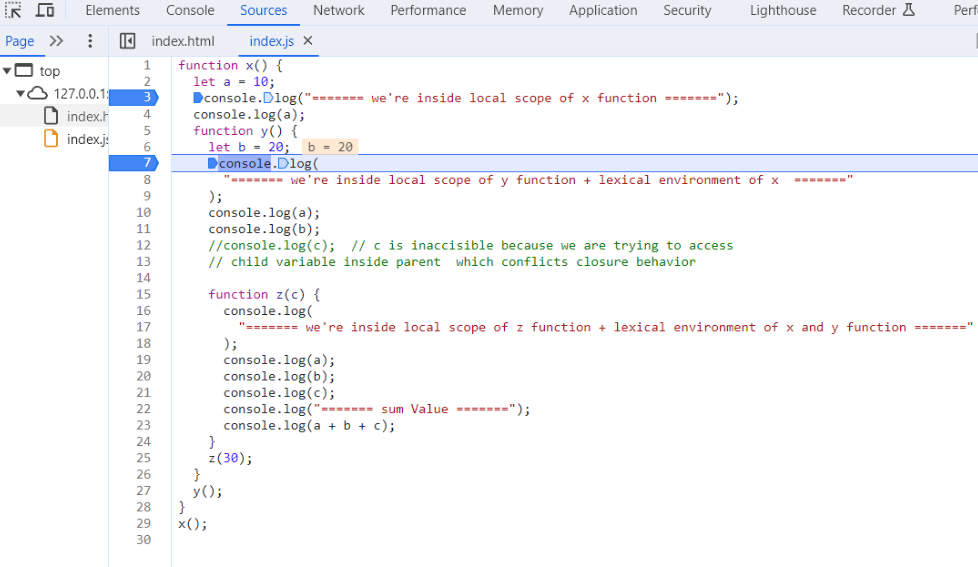 Elements Console Sources Network Performance Memory Application Security Lighthouse Recorder Perf
Page index.html index.js
top
127.0.0.1:
index.h
index.js
1 function x() {
2 let a = 10;
3 console.log("======= we're inside local scope of x function =======");
4 console.log(a);
5 function y() {
6 let b = 20; b = 20
7 console.log(
8 "======= we're inside local scope of y function + lexical environment of x  ======="
9 );
10 console.log(a);
11 console.log(b);
12 //console.log(c);  // c is inaccisible because we are trying to access
13 // child variable inside parent  which conflicts closure behavior
14
15 function z(c) {
16 console.log(
17 "======= we're inside local scope of z function + lexical environment of x and y function ======="
18 );
19 console.log(a);
20 console.log(b);
21 console.log(c);
22 console.log("======= sum Value =======");
23 console.log(a + b + c);
24 }
25 z(30);
26 }
27 y();
28 }
29 x();
30